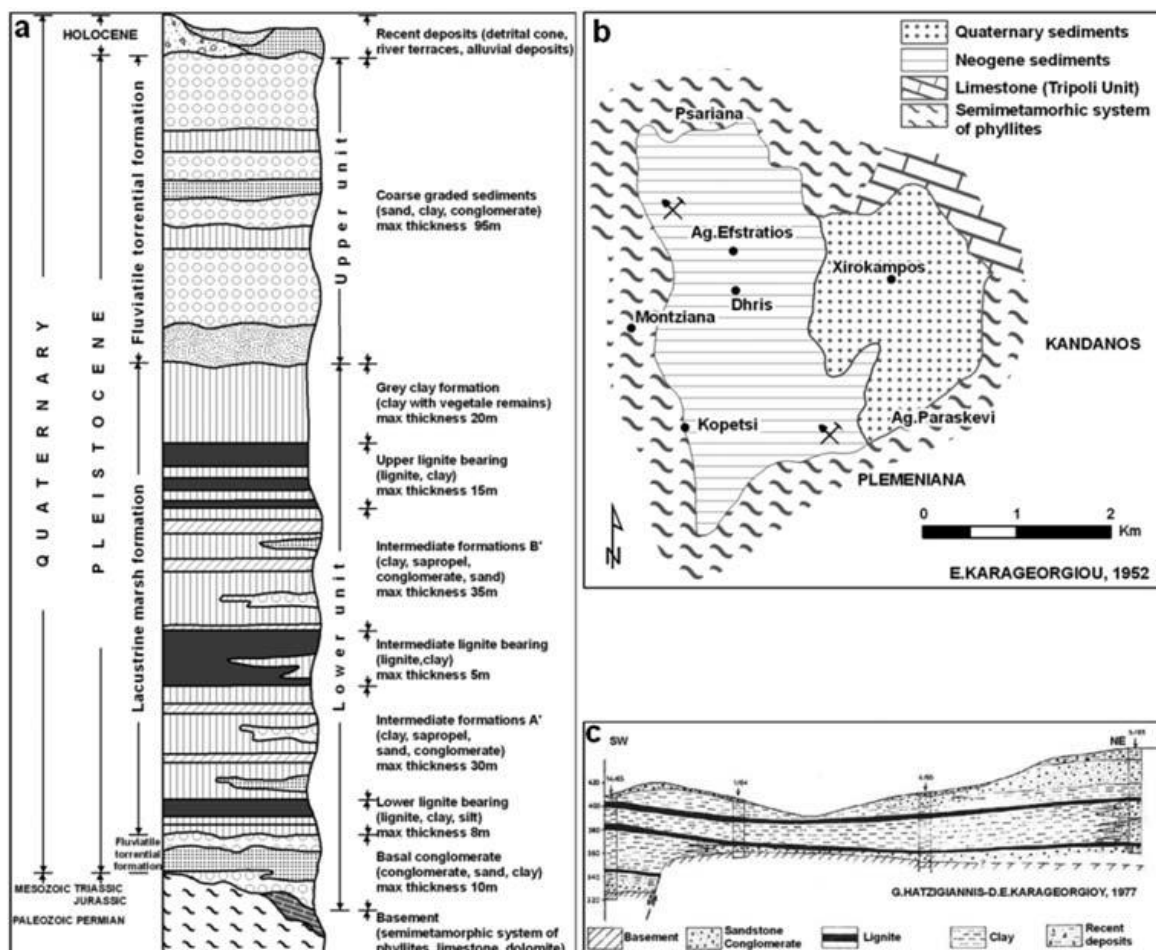 a
HOLOCENE
QUATERNARY
PLEISTOCENE
Fluviatile torrential formation
Lacustrine marsh formation
Fluviatile
torrential
formation
MESOZOIC TRIASSIC
JURASSIC
PALEOZOIC PERMIAN
Upper unit
Lower unit
Recent deposits (detrital cone,
river terraces, alluvial deposits)
Coarse graded sediments
(sand, clay, conglomerate)
max thickness 95m
Grey clay formation
(clay with vegetale remains)
max thickness 20m
Upper lignite bearing
(lignite, clay)
max thickness 15m
Intermediate formations B'
(clay, sapropel,
conglomerate, sand)
max thickness 35m
Intermediate lignite bearing
(lignite,clay)
max thickness 5m
Intermediate formations A'
(clay, sapropel,
sand, conglomerate)
max thickness 30m
Lower lignite bearing
(lignite, clay, silt)
max thickness 8m
Basal conglomerate
(conglomerate, sand, clay)
max thickness 10m
Basement
(semimetamorphic system of
phyllites, limestone, dolomite)
b
Quaternary sediments
Neogene sediments
Limestone (Tripoli Unit)
Semimetamorhic system
of phyllites
Psariana
Ag.Efstratios
Xirokampos
Dhris
Montziana
KANDANOS
Kopetsi
Ag.Paraskevi
PLEMENIANA
N
0 1 2
Km
E.KARAGEORGIOU, 1952
c
SW
NE
G.HATZIGIANNIS-D.E.KARAGEORGIOY, 1977
Basement
Sandstone
Conglomerate
Lignite
Clay
Recent
deposits